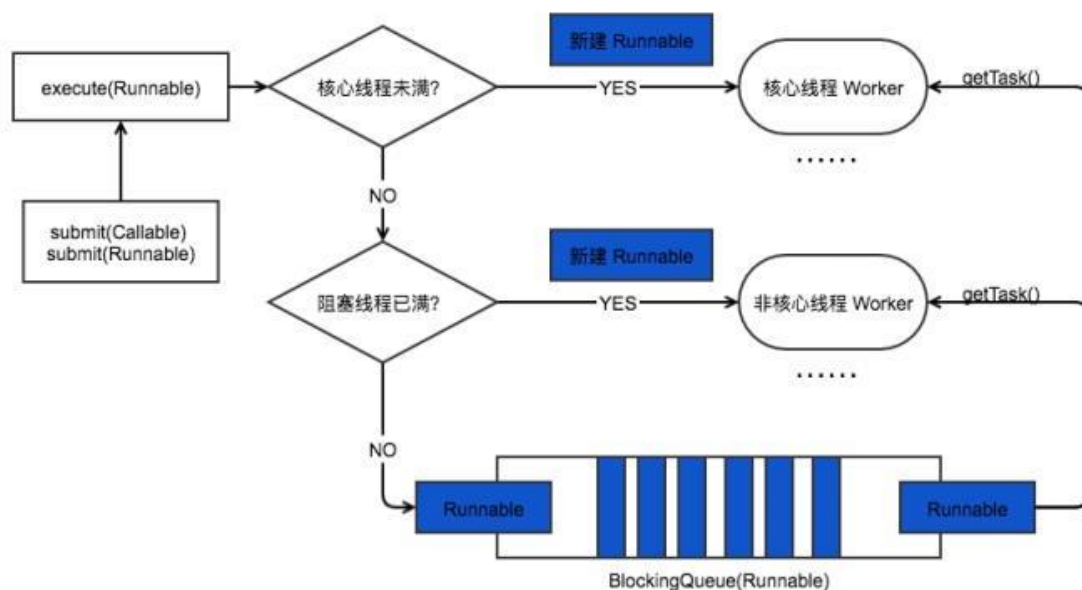 新建 Runnable
execute(Runnable)
核心线程未满?
YES
核心线程 Worker
getTask()
......
NO
submit(Callable)
submit(Runnable)
新建 Runnable
阻塞线程已满?
YES
非核心线程 Worker
getTask()
......
NO
Runnable
Runnable
BlockingQueue(Runnable)